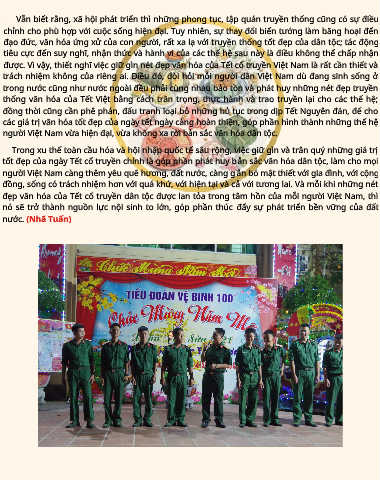 Vẫn biết rằng, xã hội phát triển thì những phong tục, tập quán truyền thống cũng có sự điều
chỉnh cho phù hợp với cuộc sống hiện đại. Tuy nhiên, sự thay đổi biến tướng làm băng hoại đến
đạo đức, văn hóa ứng xử của con người, rất xa lạ với truyền thống tốt đẹp của dân tộc; tác động
tiêu cực đến suy nghĩ, nhận thức và hành vi của các thế hệ sau này là điều không thể chấp nhận
được. Vì vậy, thiết nghĩ việc giữ gìn nét đẹp văn hóa của Tết cổ truyền Việt Nam là rất cần thiết và
trách nhiệm không của riêng ai. Điều đó, đòi hỏi mỗi người dân Việt Nam dù đang sinh sống ở
trong nước cũng như nước ngoài đều phải cùng nhau bảo tồn và phát huy những nét đẹp truyền
thống văn hóa của Tết Việt bằng cách trân trọng, thực hành và trao truyền lại cho các thế hệ;
đồng thời cũng cần phê phán, đấu tranh loại bỏ những hủ tục trong dịp Tết Nguyên đán, để cho
các giá trị văn hóa tốt đẹp của ngày tết ngày càng hoàn thiện, góp phần hình thành những thế hệ
người Việt Nam vừa hiện đại, vừa không xa rời bản sắc văn hóa dân tộc.
Trong xu thế toàn cầu hóa và hội nhập quốc tế sâu rộng, việc giữ gìn và trân quý những giá trị
tốt đẹp của ngày Tết cổ truyền chính là góp phần phát huy bản sắc văn hóa dân tộc, làm cho mọi
người Việt Nam càng thêm yêu quê hương, đất nước, càng gắn bó mật thiết với gia đình, với cộng
đồng, sống có trách nhiệm hơn với quá khứ, với hiện tại và cả với tương lai. Và mỗi khi những nét
đẹp văn hóa của Tết cổ truyền dân tộc được lan tỏa trong tâm hồn của mỗi người Việt Nam, thì
nó sẽ trở thành nguồn lực nội sinh to lớn, góp phần thúc đẩy sự phát triển bền vững của đất
nước. (Nhã Tuấn)
Chúc Mừng Năm Mới
TIỂU ĐOÀN VỆ BINH 100
Chúc Mừng Năm M